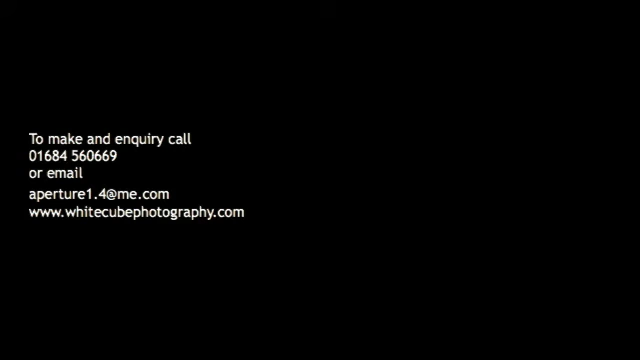 To make and enquiry call
01684 560669
or email
aperture1.4@me.com
www.whitecubephotography.com